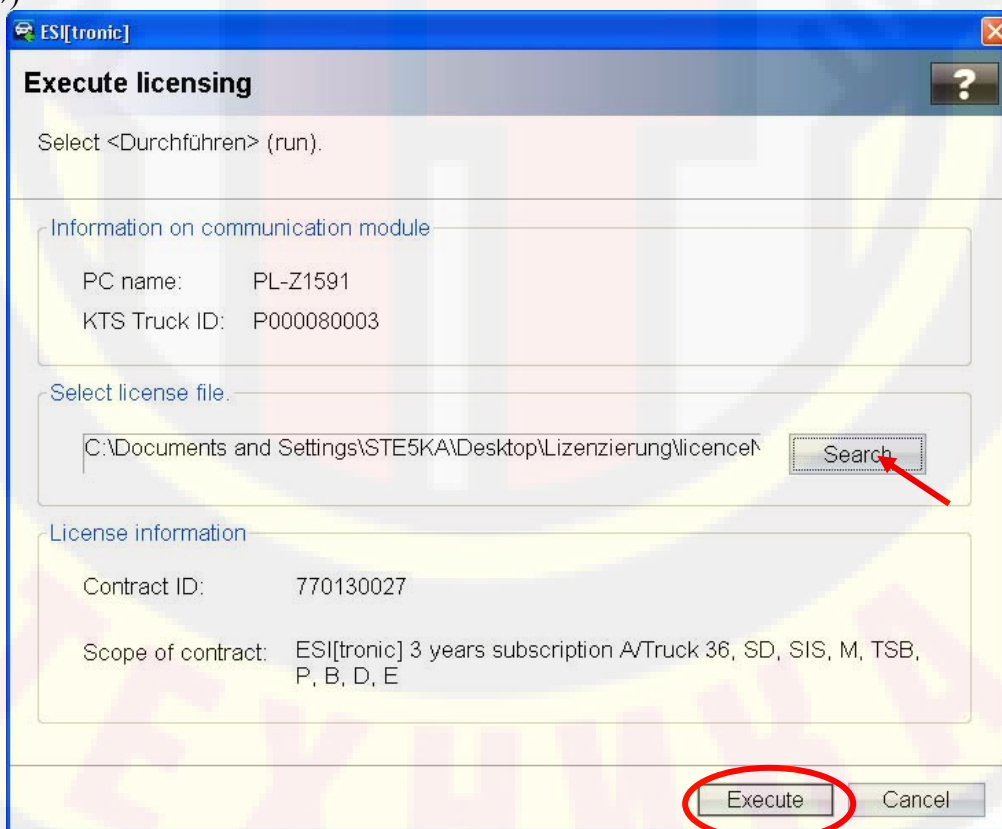 ESI[tronic]
Execute licensing
?
Select <Durchführen> (run).
Information on communication module
PC name: PL-Z1591
KTS Truck ID: P000080003
Select license file.
C:\Documents and Settings\STE5KA\Desktop\Lizenzierung\licence
Search
License information
Contract ID: 770130027
Scope of contract: ESI[tronic] 3 years subscription A/Truck 36, SD, SIS, M, TSB,
P, B, D, E
Execute Cancel